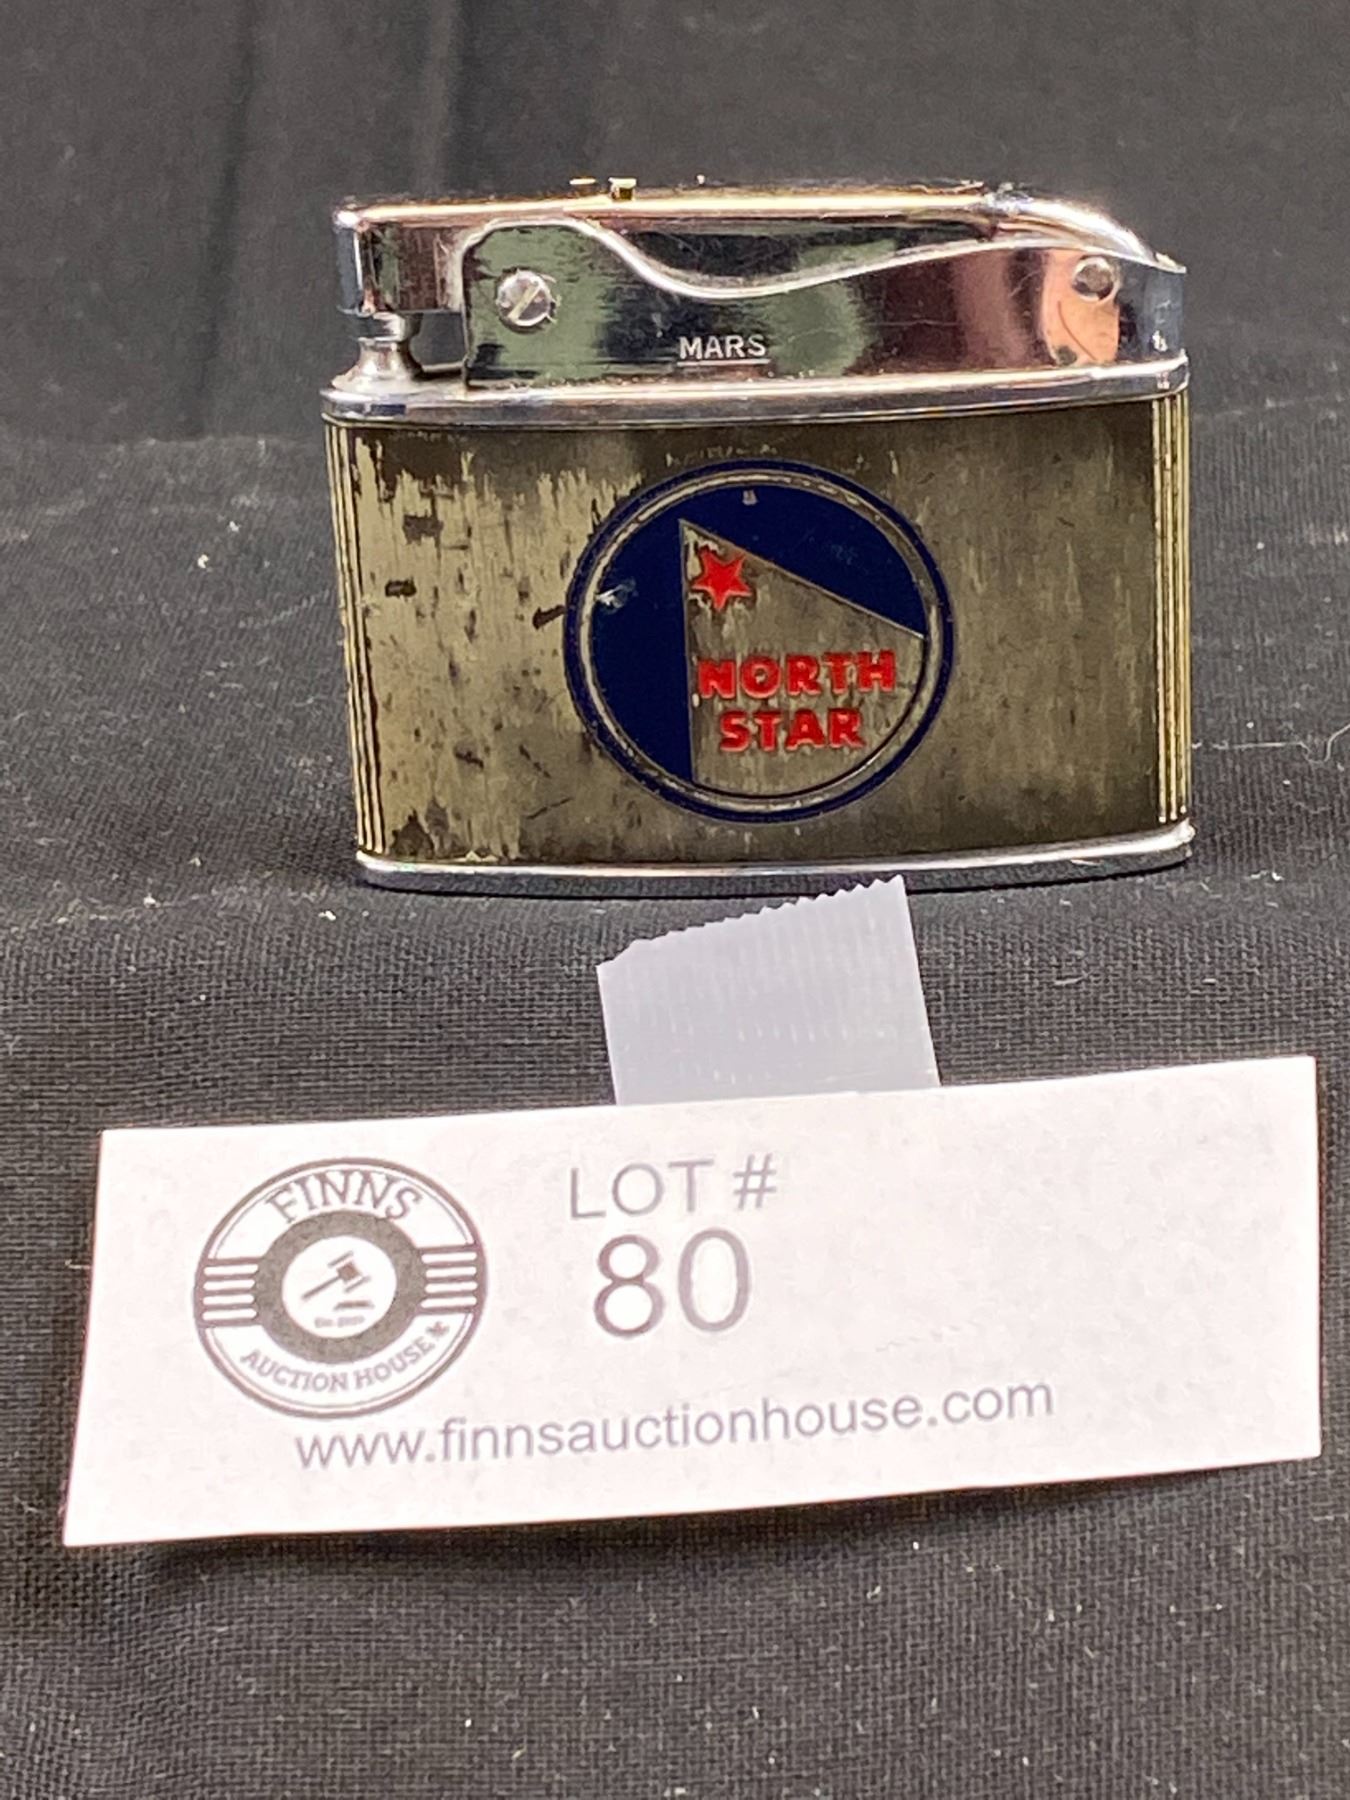 MARS
NORTH
STAR
FINNS
AUCTION HOUSE
LOT #
80
www.finnsauctionhouse.com